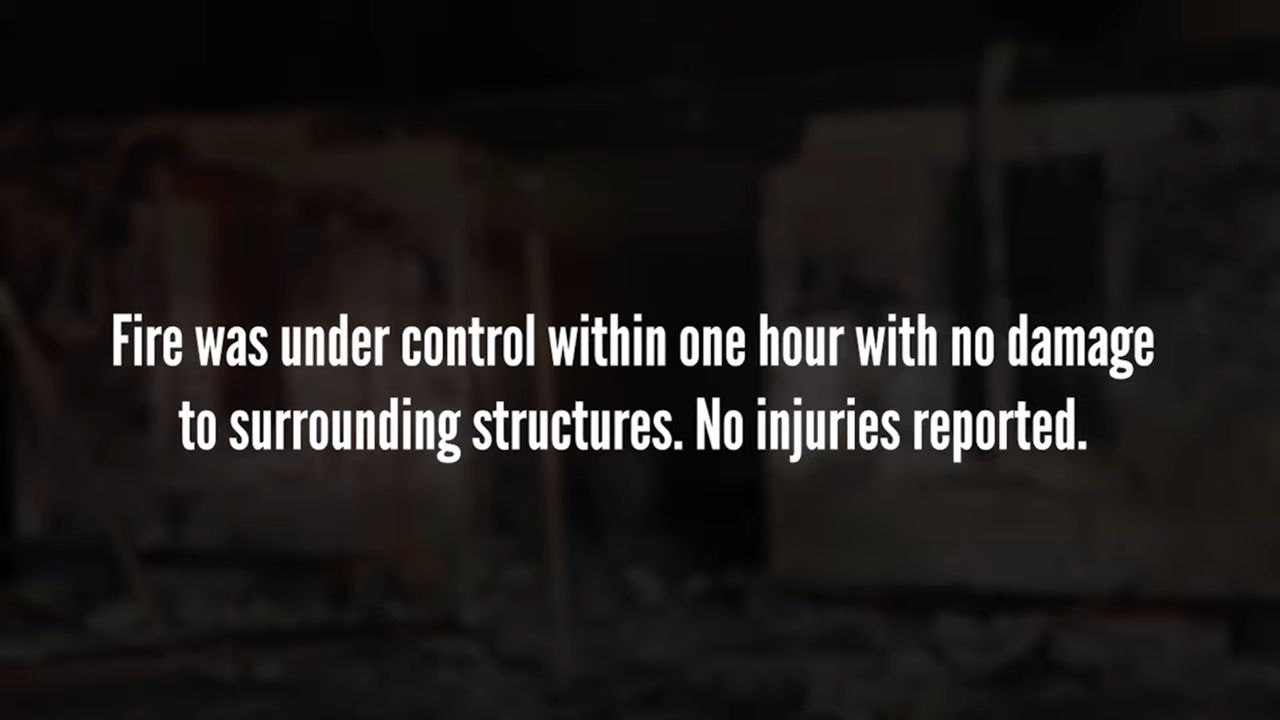 Fire was under control within one hour with no damage
to surrounding structures. No injuries reported.